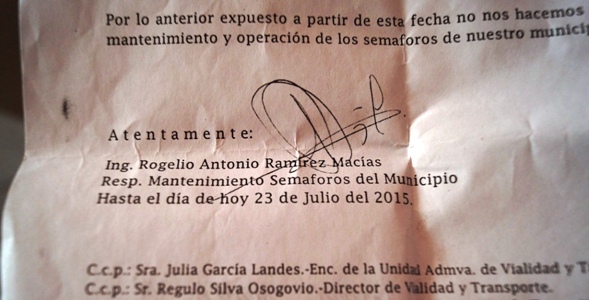 Por lo anterior expuesto a partir de esta fecha no nos hacemos
mantenimiento y operación de los semaforos de nuestro
Atentamente:
Ing. Rogelio Antonio Ramírez Macías
Resp. Mantenimiento Semaforos del Municipio
Hasta el día de hoy 23 de Julio del 2015.
C.c.p.: Sra. Julia García Landes.-Enc. de la Unidad Admva. de Vialidad y
C.c.p.: Sr. Regulo Silva Osogovio.-Director de Validad y Transporte.